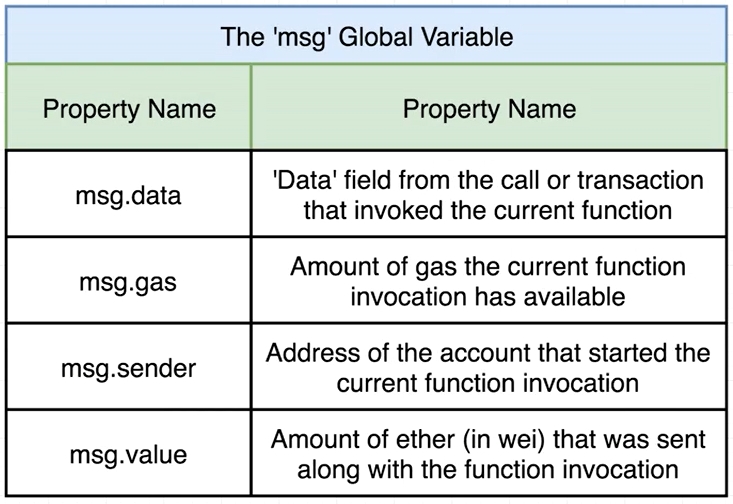 The 'msg' Global Variable
Property Name
Property Name
msg.data
'Data' field from the call or transaction
that invoked the current function
msg.gas
Amount of gas the current function
invocation has available
msg.sender
Address of the account that started the
current function invocation
msg.value
Amount of ether (in wei) that was sent
along with the function invocation